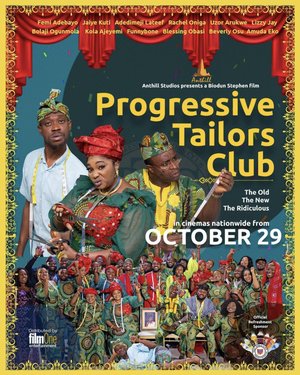 Femi Adebayo Jaiye Kuti Adedimeji Lateef Rachel Oniga Uzor Arukwe Lizzy Jay
Bolaji Ogunmola Kola Ajeyemi Funnybone Blessing Obasi Beverly Osu Amuda Eko
Anthill
Anthill Studios presents a Biodun Stephen Film
Progressive
Tailors
Club
The Old
The New
The Ridiculous
in cinemas nationwide from
OCTOBER 29
Distributed by
filmOne
entertainment
Official
Refreshment
Sponsor